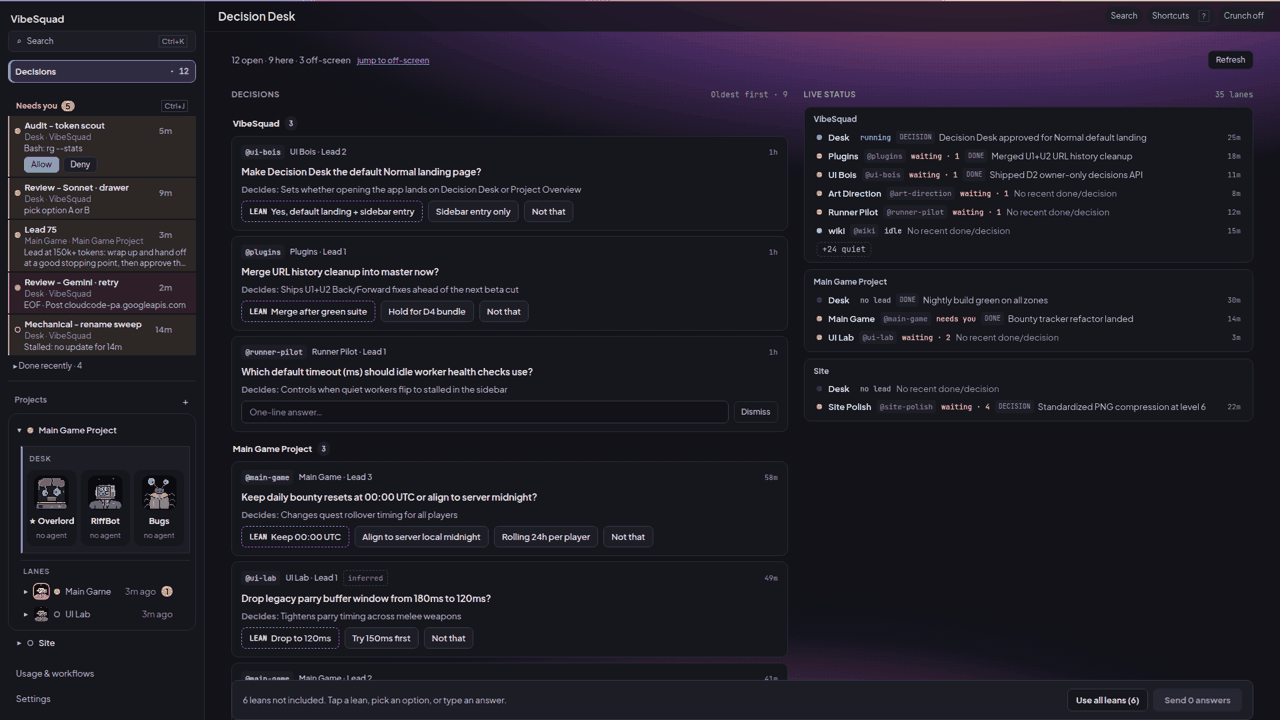 VibeSquad
Search Ctrl+K
Decisions · 12
Needs you 5 Ctrl+J
Audit – token scout 5m
Desk · VibeSquad
Bash: rg --stats
Allow Deny
Review – Sonnet · drawer 9m
Desk · VibeSquad
pick option A or B
Lead 75 3m
Main Game · Main Game Project
Lead at 150k+ tokens: wrap up and hand off
at a good stopping point, then approve th...
Review – Gemini · retry 2m
Desk · VibeSquad
EOF · Post cloudcode-pa.googleapis.com
Mechanical – rename sweep 14m
Desk · VibeSquad
Stalled: no update for 14m
Done recently · 4
Projects +
Main Game Project
DESK
★ Overlord RiffBot Bugs
no agent no agent no agent
LANES
Main Game 3m ago 1
UI Lab 3m ago
Site
Usage & workflows
Settings
Decision Desk
Search Shortcuts ? Crunch off
12 open · 9 here · 3 off-screen jump to off-screen
Refresh
DECISIONS Oldest first · 9
VibeSquad 3
@ui-bois UI Bois · Lead 2 1h
Make Decision Desk the default Normal landing page?
Decides: Sets whether opening the app lands on Decision Desk or Project Overview
LEAN Yes, default landing + sidebar entry Sidebar entry only Not that
@plugins Plugins · Lead 1 1h
Merge URL history cleanup into master now?
Decides: Ships U1+U2 Back/Forward fixes ahead of the next beta cut
LEAN Merge after green suite Hold for D4 bundle Not that
@runner-pilot Runner Pilot · Lead 1 1h
Which default timeout (ms) should idle worker health checks use?
Decides: Controls when quiet workers flip to stalled in the sidebar
One-line answer... Dismiss
Main Game Project 3
@main-game Main Game · Lead 3 58m
Keep daily bounty resets at 00:00 UTC or align to server midnight?
Decides: Changes quest rollover timing for all players
LEAN Keep 00:00 UTC Align to server local midnight Rolling 24h per player Not that
@ui-lab UI Lab · Lead 1 inferred 49m
Drop legacy parry buffer window from 180ms to 120ms?
Decides: Tightens parry timing across melee weapons
LEAN Drop to 120ms Try 150ms first Not that
@main-game Main Game · Lead 2 41m
6 leans not included. Tap a lean, pick an option, or type an answer.
Use all leans (6) Send 0 answers
LIVE STATUS 35 lanes
VibeSquad
Desk running DECISION Decision Desk approved for Normal default landing 25m
Plugins @plugins waiting · 1 DONE Merged U1+U2 URL history cleanup 18m
UI Bois @ui-bois waiting · 1 DONE Shipped D2 owner-only decisions API 11m
Art Direction @art-direction waiting · 1 No recent done/decision 8m
Runner Pilot @runner-pilot waiting · 1 No recent done/decision 12m
wiki @wiki idle No recent done/decision 15m
+24 quiet
Main Game Project
Desk no lead DONE Nightly build green on all zones 30m
Main Game @main-game needs you DONE Bounty tracker refactor landed 14m
UI Lab @ui-lab waiting · 2 No recent done/decision 3m
Site
Desk no lead No recent done/decision
Site Polish @site-polish waiting · 4 DECISION Standardized PNG compression at level 6 22m